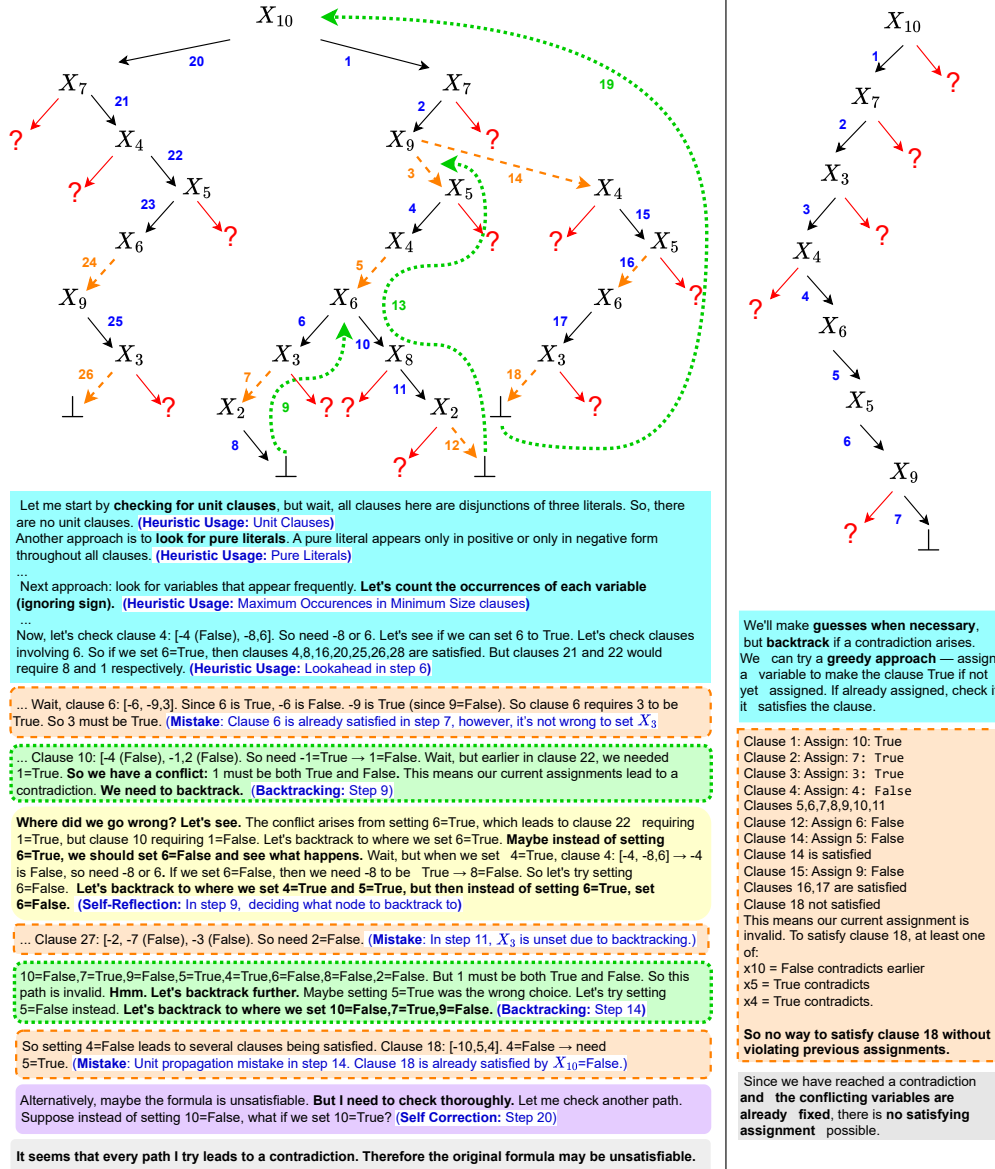 X10
20
1
19
X7
X7
21
2
?
X4
X9
?
22
3
14
?
X5
X5
X4
23
4
15
X6
?
X4
?
?
X5
24
5
16
X9
X6
X6
?
25
6
10
13
17
X3
X3
X8
X3
26
7
11
18
⊥
?
X2
9
?
?
X2
⊥
?
8
12
⊥
?
⊥
Let me start by checking for unit clauses, but wait, all clauses here are disjunctions of three literals. So, there
are no unit clauses. (Heuristic Usage: Unit Clauses)
Another approach is to look for pure literals. A pure literal appears only in positive or only in negative form
throughout all clauses. (Heuristic Usage: Pure Literals)
...
Next approach: look for variables that appear frequently. Let's count the occurrences of each variable
(ignoring sign). (Heuristic Usage: Maximum Occurences in Minimum Size clauses)
...
Now, let's check clause 4: [-4 (False), -8,6]. So need -8 or 6. Let's see if we can set 6 to True. Let's check clauses
involving 6. So if we set 6=True, then clauses 4,8,16,20,25,26,28 are satisfied. But clauses 21 and 22 would
require 8 and 1 respectively. (Heuristic Usage: Lookahead in step 6)
... Wait, clause 6: [-6, -9,3]. Since 6 is True, -6 is False. -9 is True (since 9=False). So clause 6 requires 3 to be
True. So 3 must be True. (Mistake: Clause 6 is already satisfied in step 7, however, it's not wrong to set X3
... Clause 10: [-4 (False), -1,2 (False). So need -1=True → 1=False. Wait, but earlier in clause 22, we needed
1=True. So we have a conflict: 1 must be both True and False. This means our current assignments lead to a
contradiction. We need to backtrack. (Backtracking: Step 9)
Where did we go wrong? Let's see. The conflict arises from setting 6=True, which leads to clause 22 requiring
1=True, but clause 10 requiring 1=False. Let's backtrack to where we set 6=True. Maybe instead of setting
6=True, we should set 6=False and see what happens. Wait, but when we set 4=True, clause 4: [-4, -8,6] → -4
is False, so need -8 or 6. If we set 6=False, then we need -8 to be True → 8=False. So let's try setting
6=False. Let's backtrack to where we set 4=True and 5=True, but then instead of setting 6=True, set
6=False. (Self-Reflection: In step 9, deciding what node to backtrack to)
... Clause 27: [-2, -7 (False), -3 (False). So need 2=False. (Mistake: In step 11, X3 is unset due to backtracking.)
10=False,7=True,9=False,5=True,4=True,6=False,8=False,2=False. But 1 must be both True and False. So this
path is invalid. Hmm. Let's backtrack further. Maybe setting 5=True was the wrong choice. Let's try setting
5=False instead. Let's backtrack to where we set 10=False,7=True,9=False. (Backtracking: Step 14)
So setting 4=False leads to several clauses being satisfied. Clause 18: [-10,5,4]. 4=False → need
5=True. (Mistake: Unit propagation mistake in step 14. Clause 18 is already satisfied by X10=False.)
Alternatively, maybe the formula is unsatisfiable. But I need to check thoroughly. Let me check another path.
Suppose instead of setting 10=False, what if we set 10=True? (Self Correction: Step 20)
It seems that every path I try leads to a contradiction. Therefore the original formula may be unsatisfiable.
X10
1
?
X7
2
?
X3
3
?
X4
?
4
X6
5
X5
6
X9
?
7
⊥
We'll make guesses when necessary,
but backtrack if a contradiction arises.
We can try a greedy approach — assign
a variable to make the clause True if not
yet assigned. If already assigned, check i
it satisfies the clause.
Clause 1: Assign: 10: True
Clause 2: Assign: 7: True
Clause 3: Assign: 3: True
Clause 4: Assign: 4: False
Clauses 5,6,7,8,9,10,11
Clause 12: Assign 6: False
Clause 14: Assign 5: False
Clause 14 is satisfied
Clause 15: Assign 9: False
Clauses 16,17 are satisfied
Clause 18 not satisfied
This means our current assignment is
invalid. To satisfy clause 18, at least one
of:
x10 = False contradicts earlier
x5 = True contradicts
x4 = True contradicts.
So no way to satisfy clause 18 without
violating previous assignments.
Since we have reached a contradiction
and the conflicting variables are
already fixed, there is no satisfying
assignment possible.